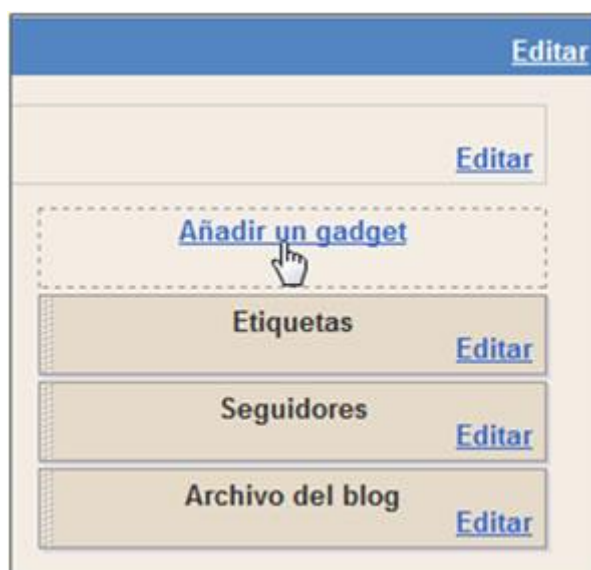 Editar
Editar
Añadir un gadget
Etiquetas
Editar
Seguidores
Editar
Archivo del blog
Editar